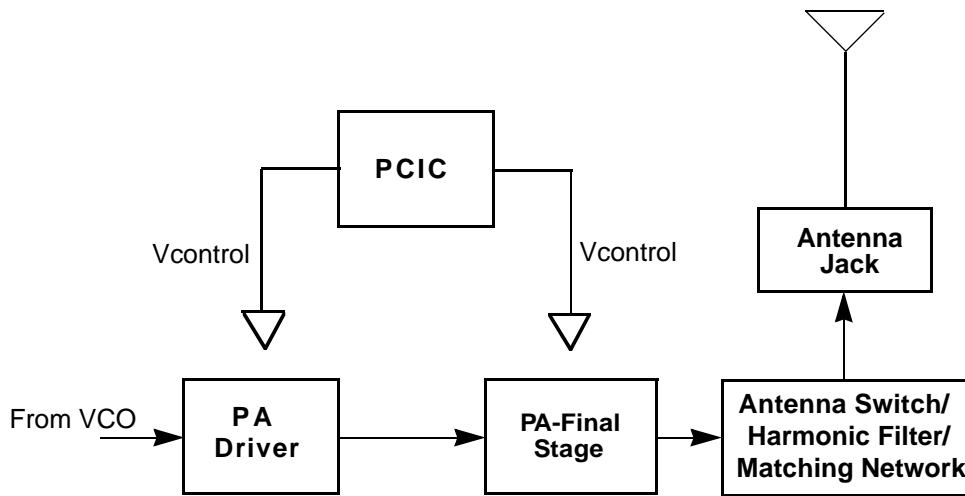 PCIC
Vcontrol
Vcontrol
Antenna
Jack
From VCO
PA
Driver
PA-Final
Stage
Antenna Switch/
Harmonic Filter/
Matching Network